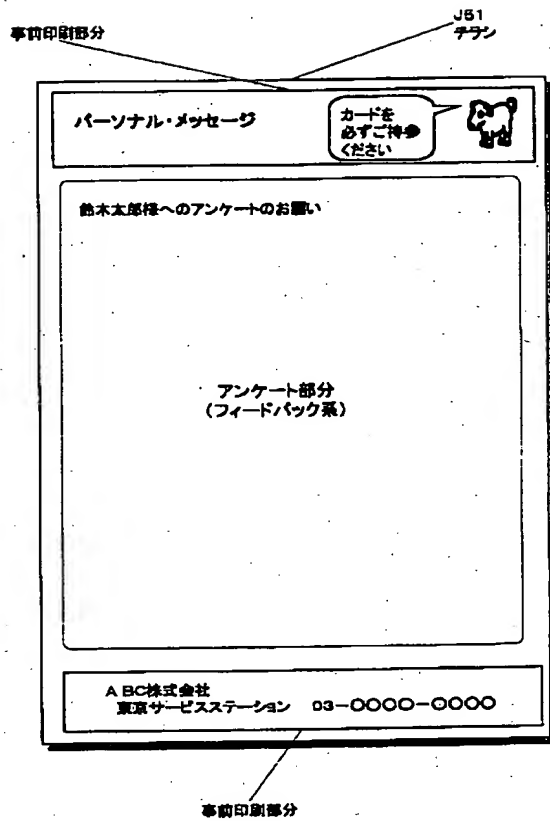 J51
チラシ
事前印刷部分
パーソナル・メッセージ
カードを
必ずご持参
ください
鈴木太郎様へのアンケートのお願い
アンケート部分
(フィードバック系)
ABC株式会社
東京サービスステーション 03-〇〇〇〇-〇〇〇〇
事前印刷部分